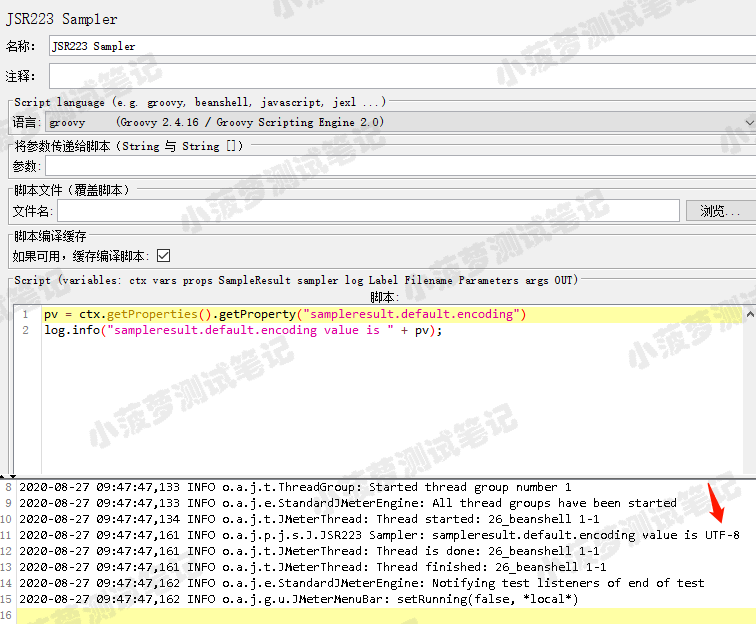 JSR223 Sampler
名称: JSR223 Sampler
注释:
Script language (e.g. groovy, beanshell, javascript, jexl ...)
语言: groovy (Groovy 2.4.16 / Groovy Scripting Engine 2.0)
将参数传递给脚本 (String 与 String [])
参数:
脚本文件 (覆盖脚本)
文件名: 浏览...
脚本编译缓存
如果可用，缓存编译脚本:
Script (variables: ctx vars props SampleResult sampler log Label Filename Parameters args OUT)
脚本:
1 pv = ctx.getProperties().getProperty("sampleresult.default.encoding")
2 log.info("sampleresult.default.encoding value is " + pv);
8 2020-08-27 09:47:47,133 INFO o.a.j.t.ThreadGroup: Started thread group number 1
9 2020-08-27 09:47:47,133 INFO o.a.j.e.StandardJMeterEngine: All thread groups have been started
10 2020-08-27 09:47:47,134 INFO o.a.j.t.JMeterThread: Thread started: 26_beanshell 1-1
11 2020-08-27 09:47:47,161 INFO o.a.j.p.j.s.J.JSR223 Sampler: sampleresult.default.encoding value is UTF-8
12 2020-08-27 09:47:47,161 INFO o.a.j.t.JMeterThread: Thread is done: 26_beanshell 1-1
13 2020-08-27 09:47:47,161 INFO o.a.j.t.JMeterThread: Thread finished: 26_beanshell 1-1
14 2020-08-27 09:47:47,162 INFO o.a.j.e.StandardJMeterEngine: Notifying test listeners of end of test
15 2020-08-27 09:47:47,162 INFO o.a.j.g.u.JMeterMenuBar: setRunning(false, *local*)
16
小菠萝测试笔记